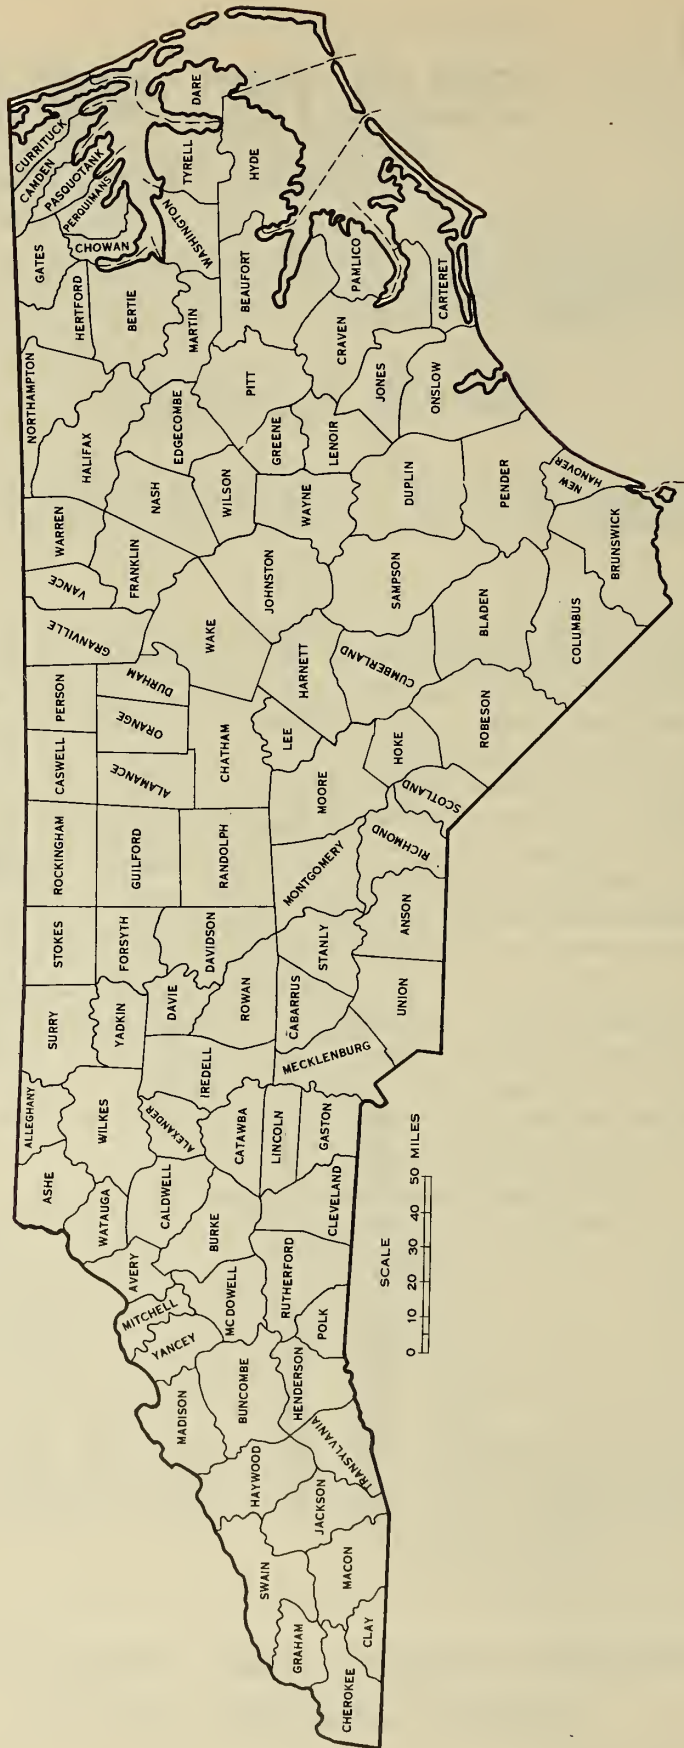 CHEROKEE
GRAHAM
CLAY
SWAIN
MACON
JACKSON
HAYWOOD
TRANSYLVANIA
MADISON
BUNCOMBE
HENDERSON
YANCEY
MITCHELL
MCDOWELL
POLK
RUTHERFORD
AVERY
BURKE
CLEVELAND
WATAUGA
CALDWELL
ASHE
ALLEGHANY
WILKES
ALEXANDER
CATAWBA
LINCOLN
GASTON
SURRY
YADKIN
IREDELL
DAVIE
ROWAN
CABARRUS
MECKLENBURG
STOKES
FORSYTH
DAVIDSON
STANLY
UNION
ANSON
ROCKINGHAM
GUILFORD
RANDOLPH
MONTGOMERY
RICHMOND
CASWELL
ALAMANCE
CHATHAM
MOORE
SCOTLAND
HOKE
PERSON
ORANGE
DURHAM
LEE
HARNETT
CUMBERLAND
ROBESON
GRANVILLE
VANCE
WAKE
WARREN
FRANKLIN
JOHNSTON
SAMPSON
BLADEN
COLUMBUS
NORTHAMPTON
HALIFAX
NASH
EDGECOMBE
WILSON
WAYNE
GREENE
LENOIR
DUPLIN
PENDER
NEW
HANOVER
BRUNSWICK
HERTFORD
BERTIE
MARTIN
PITT
CRAVEN
JONES
ONSLOW
GATES
CHOWAN
PERQUIMANS
PASQUOTANK
CAMDEN
CURRITUCK
WASHINGTON
TYRELL
DARE
BEAUFORT
HYDE
PAMLICO
CARTERET
SCALE
0 10 20 30 40 50 MILES